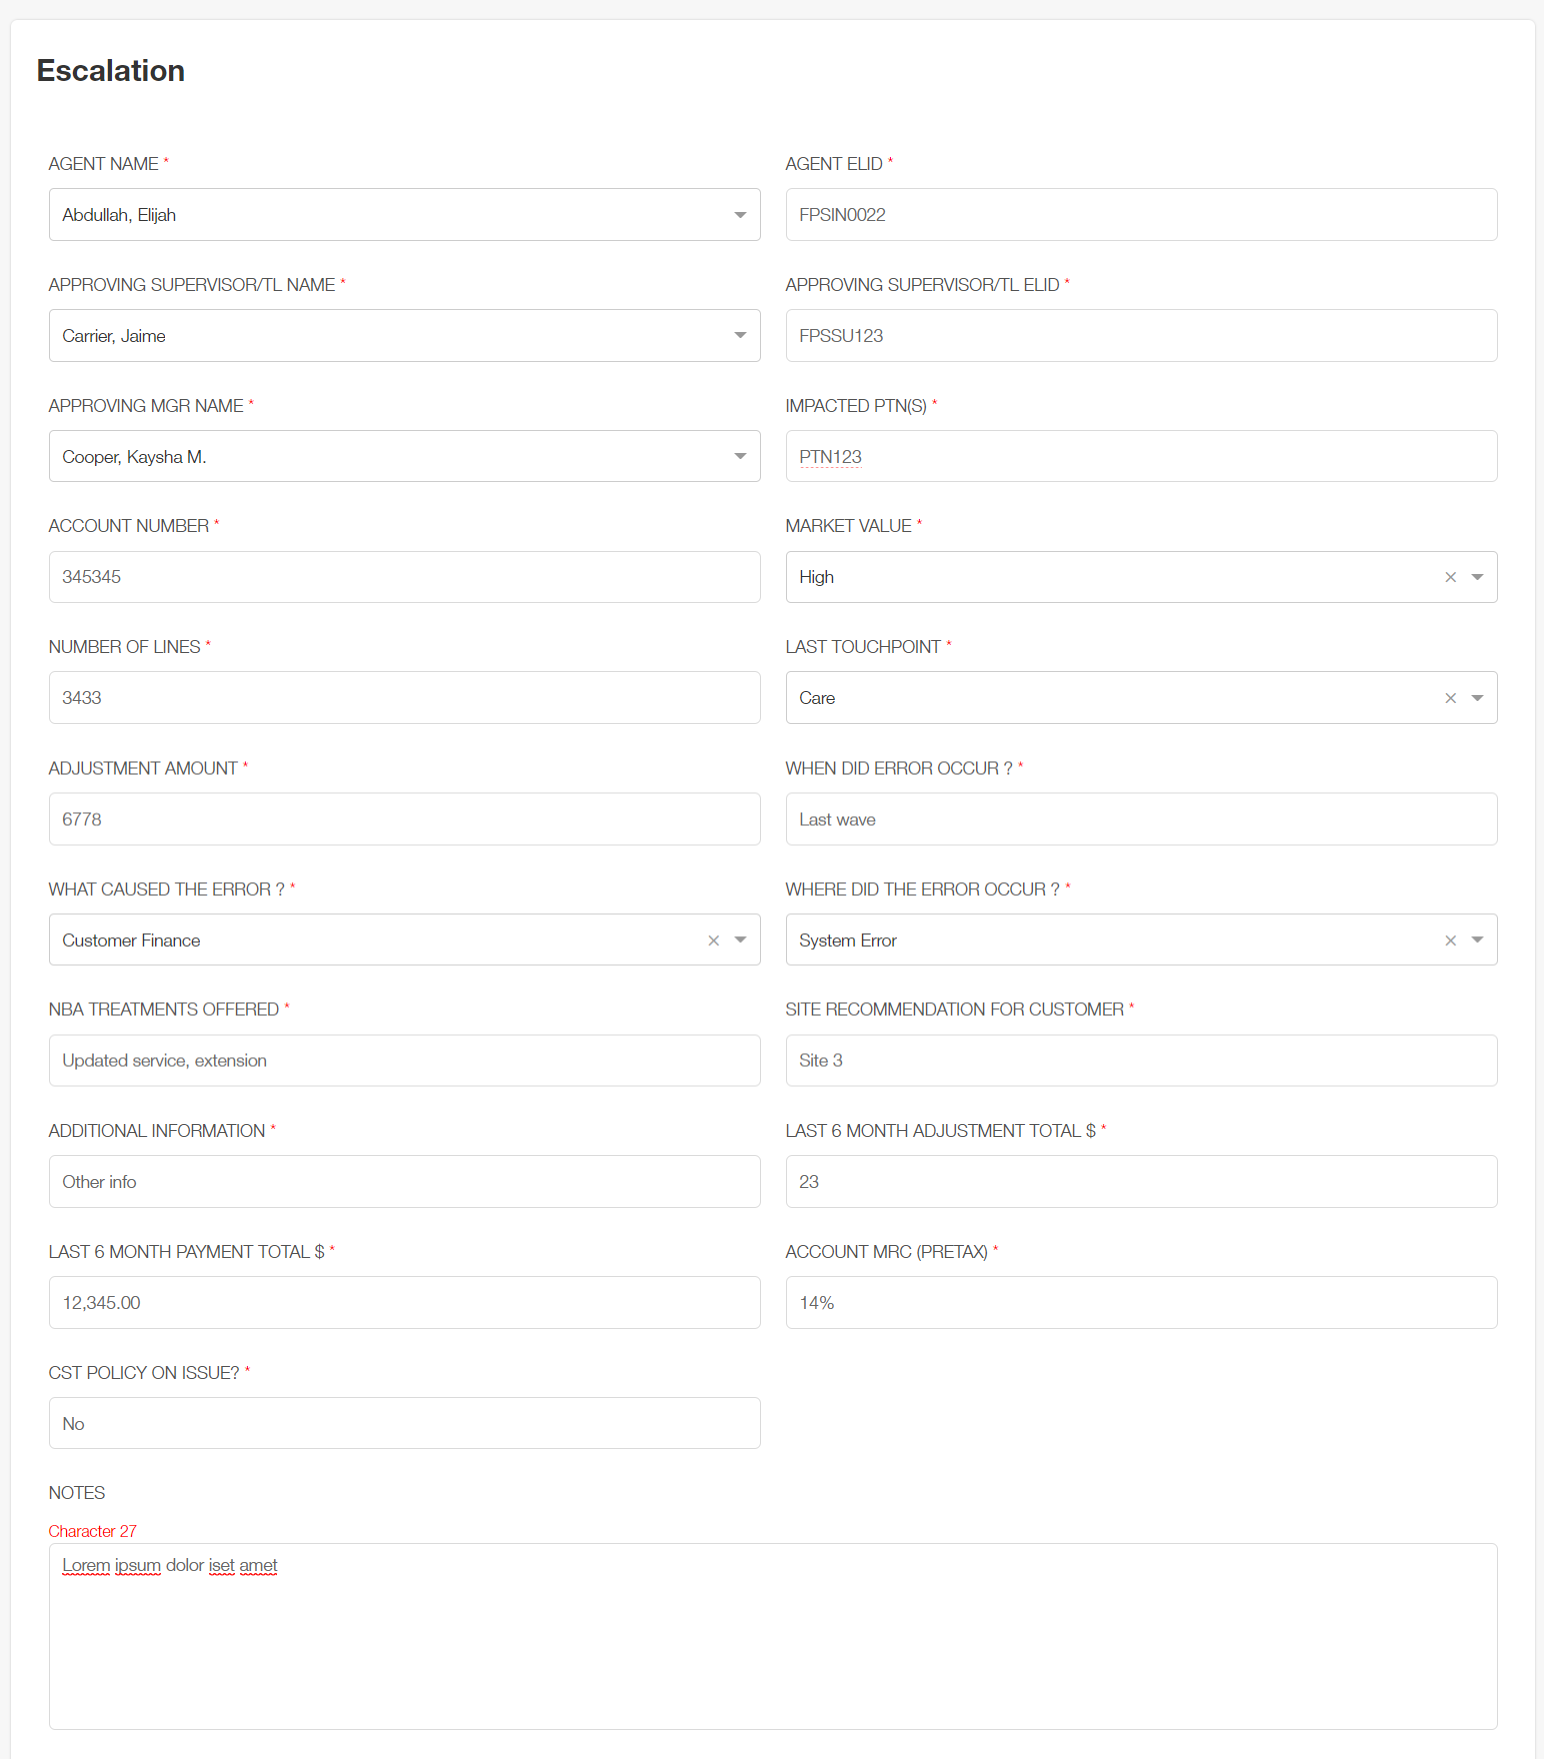 Escalation
AGENT NAME *
AGENT ELID *
Abdullah, Elijah
FPSIN0022
APPROVING SUPERVISOR/TL NAME *
APPROVING SUPERVISOR/TL ELID *
Carrier, Jaime
FPSSU123
APPROVING MGR NAME *
IMPACTED PTN(S) *
Cooper, Kaysha M.
PTN123
ACCOUNT NUMBER *
MARKET VALUE *
345345
High
NUMBER OF LINES *
LAST TOUCHPOINT *
3433
Care
ADJUSTMENT AMOUNT *
WHEN DID ERROR OCCUR ? *
6778
Last wave
WHAT CAUSED THE ERROR ? *
WHERE DID THE ERROR OCCUR ? *
Customer Finance
System Error
NBA TREATMENTS OFFERED *
SITE RECOMMENDATION FOR CUSTOMER *
Updated service, extension
Site 3
ADDITIONAL INFORMATION *
LAST 6 MONTH ADJUSTMENT TOTAL $ *
Other info
23
LAST 6 MONTH PAYMENT TOTAL $ *
ACCOUNT MRC (PRETAX) *
12,345.00
14%
CST POLICY ON ISSUE? *
No
NOTES
Character 27
Lorem ipsum dolor iset amet